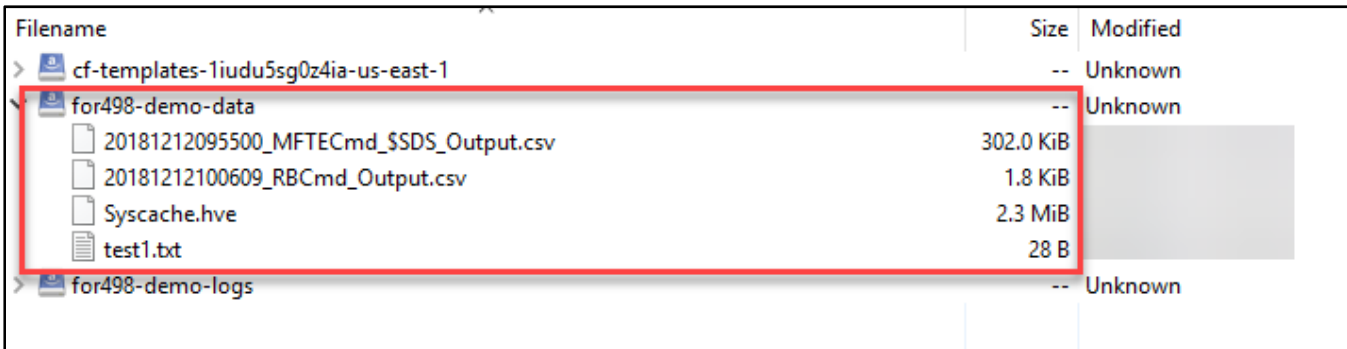 Filename Size Modified
cf-templates-1iudu5sg0z4ia-us-east-1 -- Unknown
for498-demo-data -- Unknown
20181212095500_MFTECmd_$SDS_Output.csv 302.0 KiB
20181212100609_RBCmd_Output.csv 1.8 KiB
Syscache.hve 2.3 MiB
test1.txt 28 B
for498-demo-logs -- Unknown